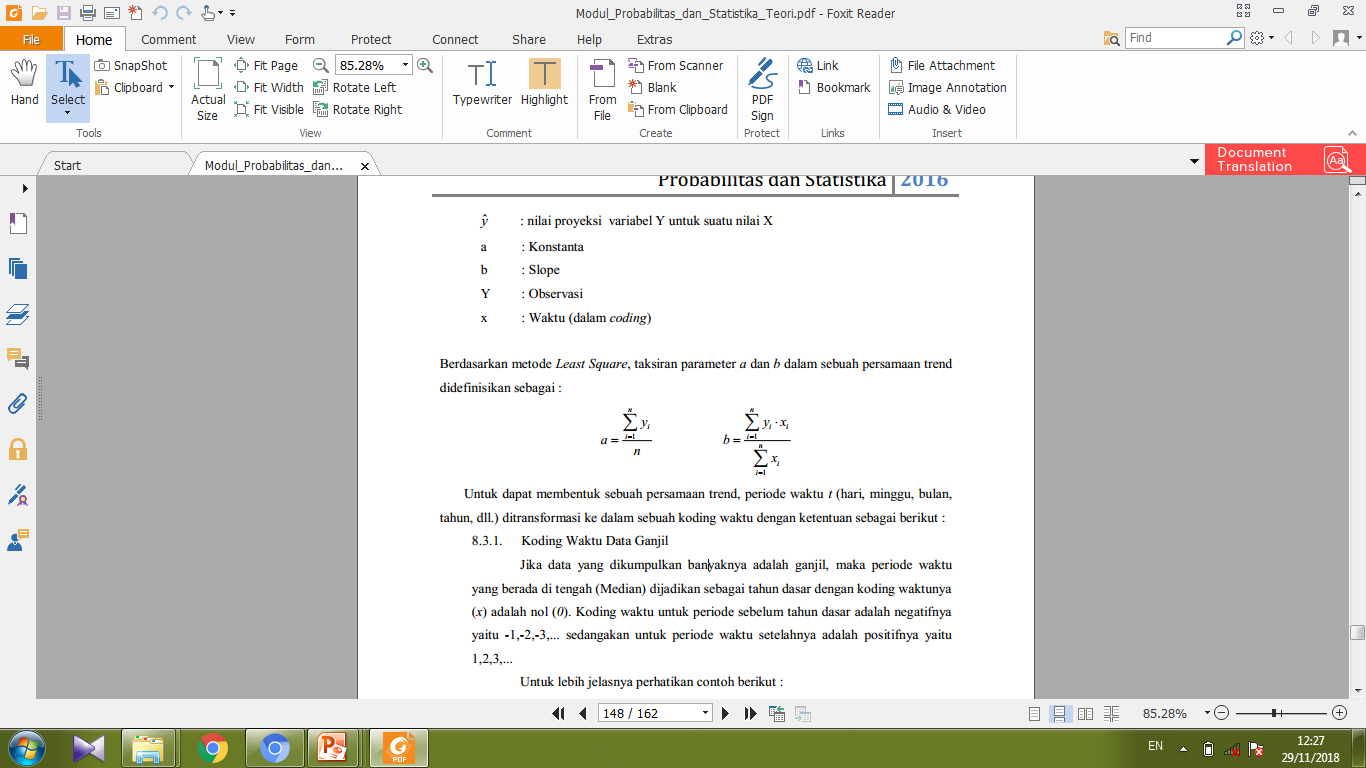 Modul_Probabilitas_dan_Statistika_Teori.pdf - Foxit Reader
File Home Comment View Form Protect Connect Share Help Extras Find
Hand
Select
SnapShot
Clipboard
Tools
Actual Size
Fit Page
Fit Width
Fit Visible
85.28%
Rotate Left
Rotate Right
View
Typewriter
Highlight
Comment
From File
From Scanner
Blank
From Clipboard
Create
PDF Sign
Protect
Link
Bookmark
Links
File Attachment
Image Annotation
Audio & Video
Insert
Start
Modul_Probabilitas_dan...
Document
Translation
Probabilitas dan Statistika 2016
ŷ : nilai proyeksi variabel Y untuk suatu nilai X
a : Konstanta
b : Slope
Y : Observasi
x : Waktu (dalam coding)
Berdasarkan metode Least Square, taksiran parameter a dan b dalam sebuah persamaan trend
didefinisikan sebagai :
a = ∑ᵢ₌₁ⁿ yᵢ / n b = ∑ᵢ₌₁ⁿ yᵢ · xᵢ / ∑ᵢ₌₁ⁿ xᵢ
Untuk dapat membentuk sebuah persamaan trend, periode waktu t (hari, minggu, bulan,
tahun, dll.) ditransformasi ke dalam sebuah koding waktu dengan ketentuan sebagai berikut :
8.3.1. Koding Waktu Data Ganjil
Jika data yang dikumpulkan banyaknya adalah ganjil, maka periode waktu
yang berada di tengah (Median) dijadikan sebagai tahun dasar dengan koding waktunya
(x) adalah nol (0). Koding waktu untuk periode sebelum tahun dasar adalah negatifnya
yaitu -1,-2,-3,... sedangakan untuk periode waktu setelahnya adalah positifnya yaitu
1,2,3,...
Untuk lebih jelasnya perhatikan contoh berikut :
148 / 162
85.28%
PDF
EN
12:27
29/11/2018